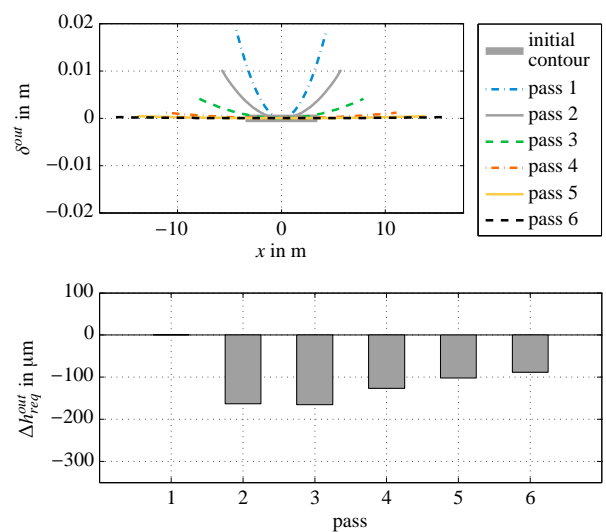 0.02
0.01
0
−0.01
−0.02
δ^out in m
−10
0
10
x in m
initial
contour
pass 1
pass 2
pass 3
pass 4
pass 5
pass 6
100
0
−100
−200
−300
Δh^out_req in μm
1 2 3 4 5 6
pass